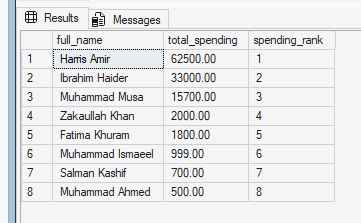 Results Messages
full_name total_spending spending_rank
1 Harris Amir 62500.00 1
2 Ibrahim Haider 33000.00 2
3 Muhammad Musa 15700.00 3
4 Zakaullah Khan 2000.00 4
5 Fatima Khuram 1800.00 5
6 Muhammad Ismaeel 999.00 6
7 Salman Kashif 700.00 7
8 Muhammad Ahmed 500.00 8